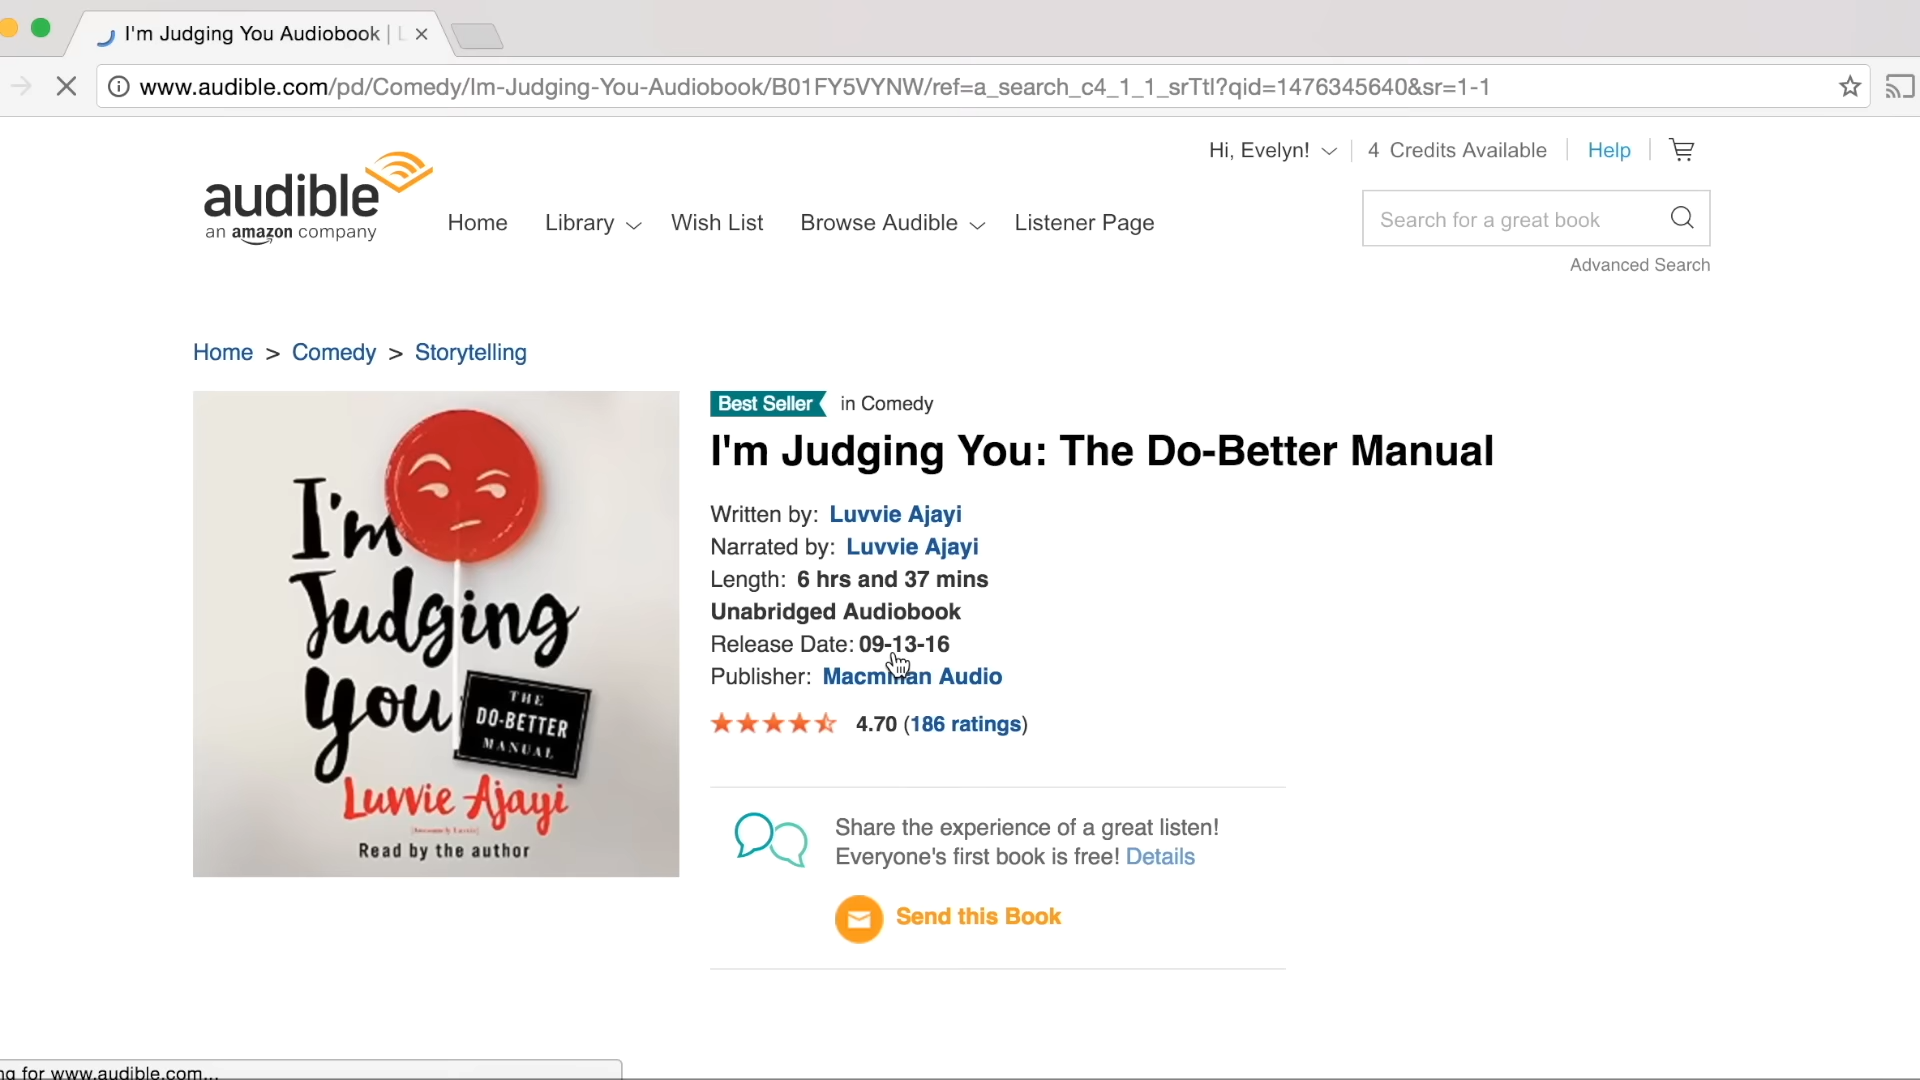 I'm Judging You Audiobook |
www.audible.com/pd/Comedy/Im-Judging-You-Audiobook/B01FY5VYNW/ref=a_search_c4_1_1_srTtl?qid=1476345640&sr=1-1
Hi, Evelyn! 4 Credits Available Help
audible
an amazon company
Home Library Wish List Browse Audible Listener Page
Search for a great book
Advanced Search
Home > Comedy > Storytelling
Best Seller in Comedy
I'm Judging You: The Do-Better Manual
Written by: Luvvie Ajayi
Narrated by: Luvvie Ajayi
Length: 6 hrs and 37 mins
Unabridged Audiobook
Release Date: 09-13-16
Publisher: Macmillan Audio
4.70 (186 ratings)
I'm
Judging
You
THE
DO-BETTER
MANUAL
Luvvie Ajayi
Read by the author
Share the experience of a great listen!
Everyone's first book is free! Details
Send this Book
for www.audible.com...